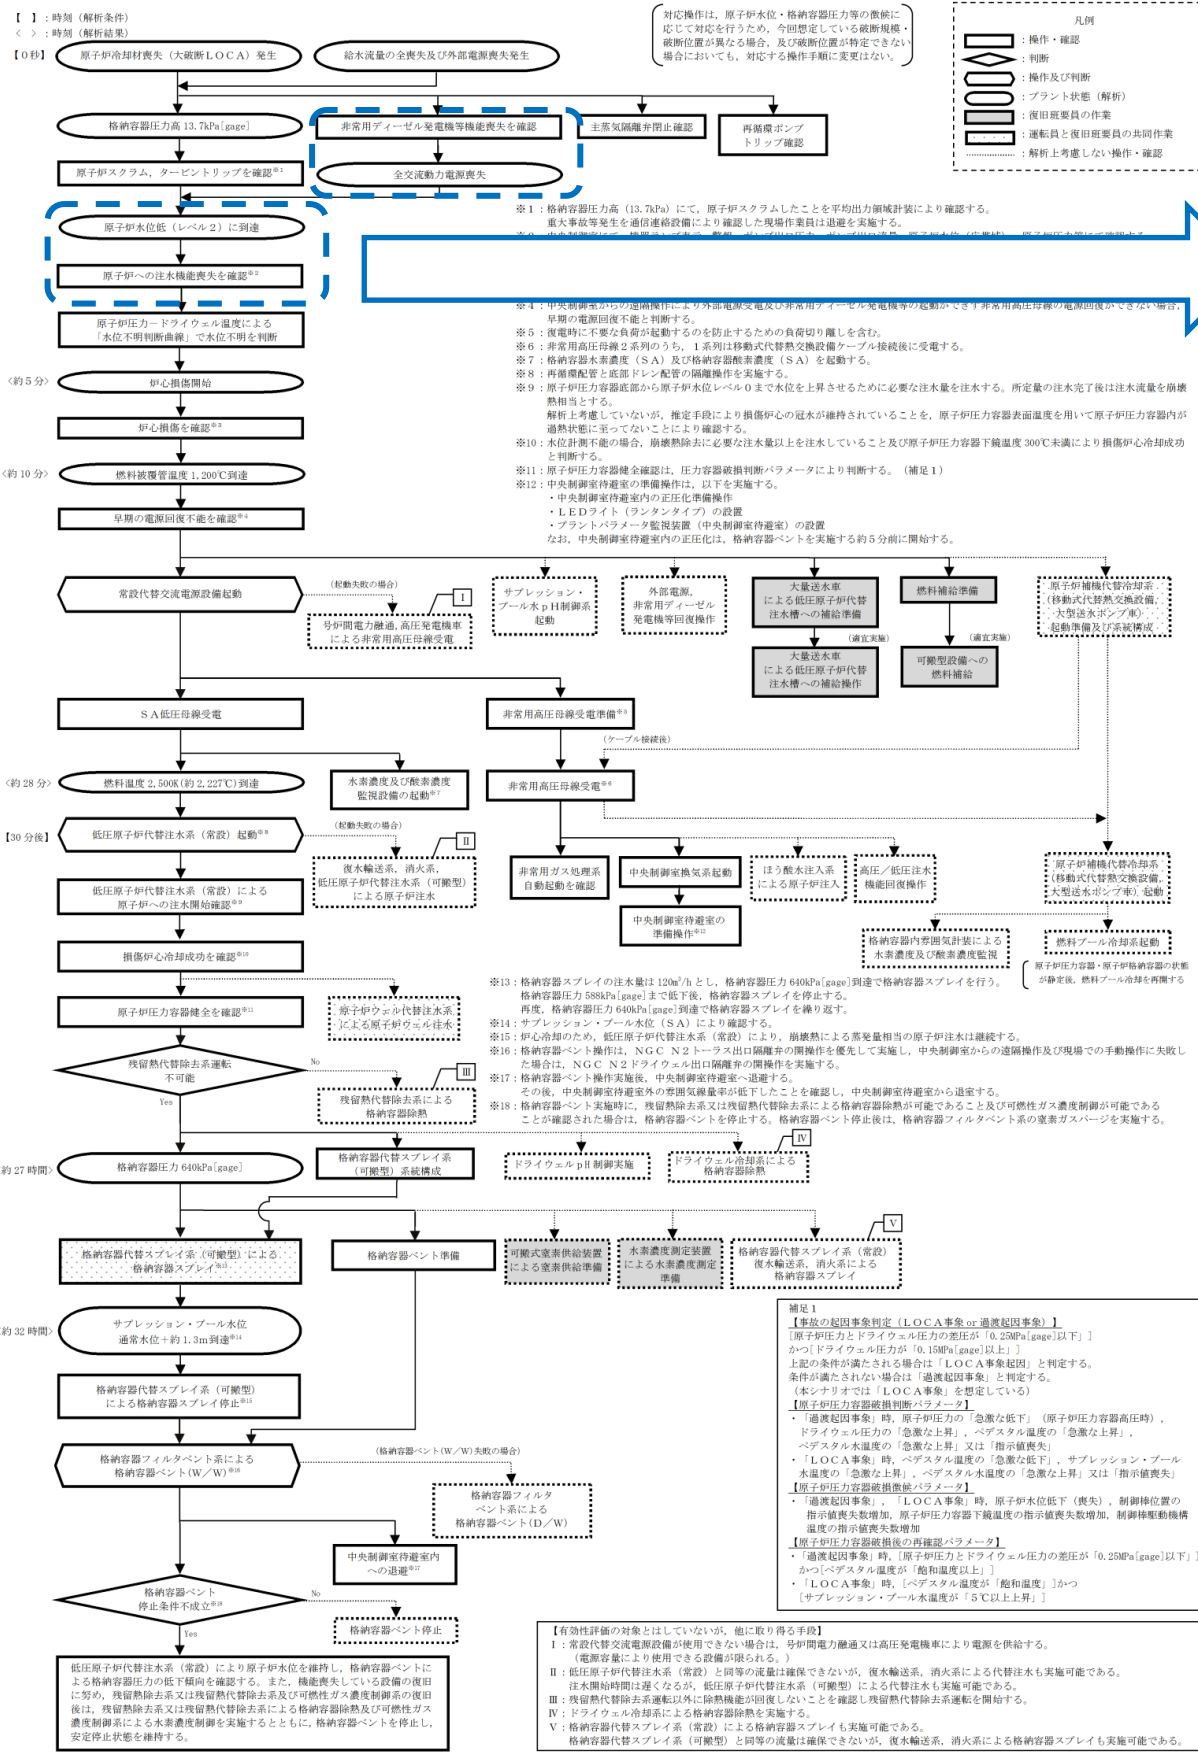 【 】：時刻（解析条件）
＜ ＞：時刻（解析結果）
【０秒】
原子炉冷却材喪失（大破断ＬＯＣＡ）発生
給水流量の全喪失及び外部電源喪失発生
対応操作は，原子炉水位・格納容器圧力等の徴候に
応じて対応を行うため，今回想定している破断規模・
破断位置が異なる場合，及び破断位置が特定できない
場合においても，対応する操作手順に変更はない。
凡例
：操作・確認
：判断
：操作及び判断
：プラント状態（解析）
：復旧班要員の作業
：運転員と復旧班要員の共同作業
：解析上考慮しない操作・確認
格納容器圧力高 13.7kPa[gage]
非常用ディーゼル発電機等機能喪失を確認
主蒸気隔離弁閉止確認
再循環ポンプ
トリップ確認
原子炉スクラム，タービントリップを確認※１
全交流動力電源喪失
原子炉水位低（レベル２）に到達
原子炉への注水機能喪失を確認※２
原子炉圧力－ドライウェル温度による
「水位不明判断曲線」で水位不明を判断
＜約５分＞
炉心損傷開始
炉心損傷を確認※３
＜約 10 分＞
燃料被覆管温度 1,200℃到達
早期の電源回復不能を確認※４
※１：格納容器圧力高（13.7kPa）にて，原子炉スクラムしたことを平均出力領域計装により確認する。
重大事故等発生を通信連絡設備により確認した現場作業員は退避を実施する。
※４：中央制御室からの遠隔操作により外部電源受電及び非常用ディーゼル発電機等の起動ができず非常用高圧母線の電源回復ができない場合，
早期の電源回復不能と判断する。
※５：復電時に不要な負荷が起動するのを防止するための負荷切り離しを含む。
※６：非常用高圧母線２系列のうち，１系列は移動式代替熱交換設備ケーブル接続後に受電する。
※７：格納容器水素濃度（ＳＡ）及び格納容器酸素濃度（ＳＡ）を起動する。
※８：再循環配管と底部ドレン配管の隔離操作を実施する。
※９：原子炉圧力容器底部から原子炉水位レベル０まで水位を上昇させるために必要な注水量を注水する。所定量の注水完了後は注水流量を崩壊
熱相当とする。
解析上考慮していないが，推定手段により損傷炉心の冠水が維持されていることを，原子炉圧力容器表面温度を用いて原子炉圧力容器内が
過熱状態に至ってないことにより確認する。
※10：水位計測不能の場合，崩壊熱除去に必要な注水量以上を注水していること及び原子炉圧力容器下鏡温度 300℃未満により損傷炉心冷却成功
と判断する。
※11：原子炉圧力容器健全確認は，圧力容器破損判断パラメータにより判断する。（補足１）
※12：中央制御室待避室の準備操作は，以下を実施する。
・中央制御室待避室内の正圧化準備操作
・ＬＥＤライト（ランタンタイプ）の設置
・プラントパラメータ監視装置（中央制御室待避室）の設置
なお，中央制御室待避室内の正圧化は，格納容器ベントを実施する約５分前に開始する。
常設代替交流電源設備起動
（起動失敗の場合）
Ⅰ
号炉間電力融通，高圧発電機車
による非常用高圧母線受電
サプレッション・
プール水ｐＨ制御系
起動
外部電源，
非常用ディーゼル
発電機等回復操作
大量送水車
による低圧原子炉代替
注水槽への補給準備
（適宜実施）
大量送水車
による低圧原子炉代替
注水槽への補給操作
燃料補給準備
（適宜実施）
可搬型設備への
燃料補給
原子炉補機代替冷却系
（移動式代替熱交換設備，
大型送水ポンプ車）
起動準備及び系統構成
ＳＡ低圧母線受電
非常用高圧母線受電準備※５
（ケーブル接続後）
＜約 28 分＞
燃料温度 2,500K(約 2,227℃)到達
水素濃度及び酸素濃度
監視設備の起動※７
非常用高圧母線受電※６
【30 分後】
低圧原子炉代替注水系（常設）起動※８
（起動失敗の場合）
Ⅱ
復水輸送系，消火系，
低圧原子炉代替注水系（可搬型）
による原子炉注水
非常用ガス処理系
自動起動を確認
中央制御室換気系起動
ほう酸水注入系
による原子炉注入
高圧／低圧注水
機能回復操作
原子炉補機代替冷却系
（移動式代替熱交換設備，
大型送水ポンプ車）起動
低圧原子炉代替注水系（常設）による
原子炉への注水開始確認※９
中央制御室待避室の
準備操作※12
格納容器内雰囲気計装による
水素濃度及び酸素濃度監視
燃料プール冷却系起動
原子炉圧力容器・原子炉格納容器の状態
が静定後，燃料プール冷却を再開する
損傷炉心冷却成功を確認※10
原子炉圧力容器健全を確認※11
原子炉ウェル代替注水系
による原子炉ウェル注水
※13：格納容器スプレイの注水量は 120m³/h とし，格納容器圧力 640kPa[gage]到達で格納容器スプレイを行う。
格納容器圧力 588kPa[gage]まで低下後，格納容器スプレイを停止する。
再度，格納容器圧力 640kPa[gage]到達で格納容器スプレイを繰り返す。
※14：サプレッション・プール水位（ＳＡ）により確認する。
※15：炉心冷却のため，低圧原子炉代替注水系（常設）により，崩壊熱による蒸発量相当の原子炉注水は継続する。
※16：格納容器ベント操作は，ＮＧＣ Ｎ２トーラス出口隔離弁の開操作を優先して実施し，中央制御室からの遠隔操作及び現場での手動操作に失敗し
た場合は，ＮＧＣ Ｎ２ドライウェル出口隔離弁の開操作を実施する。
※17：格納容器ベント操作実施後，中央制御室待避室へ退避する。
その後，中央制御室待避室外の雰囲気線量率が低下したことを確認し，中央制御室待避室から退室する。
※18：格納容器ベント実施時に，残留熱除去系又は残留熱代替除去系による格納容器除熱が可能であること及び可燃性ガス濃度制御が可能である
ことが確認された場合は，格納容器ベントを停止する。格納容器ベント停止後は，格納容器フィルタベント系の窒素ガスパージを実施する。
残留熱代替除去系運転
不可能
No
Yes
Ⅲ
残留熱代替除去系による
格納容器除熱
約 27 時間＞
格納容器圧力 640kPa[gage]
格納容器代替スプレイ系
（可搬型）系統構成
ドライウェルｐＨ制御実施
Ⅳ
ドライウェル冷却系による
格納容器除熱
格納容器代替スプレイ系（可搬型）による
格納容器スプレイ※13
格納容器ベント準備
可搬式窒素供給装置
による窒素供給準備
水素濃度測定装置
による水素濃度測定
準備
Ⅴ
格納容器代替スプレイ系（常設）
復水輸送系，消火系による
格納容器スプレイ
約 32 時間＞
サプレッション・プール水位
通常水位＋約 1.3ｍ到達※14
格納容器代替スプレイ系（可搬型）
による格納容器スプレイ停止※15
格納容器フィルタベント系による
格納容器ベント(Ｗ／Ｗ)※16
（格納容器ベント(Ｗ／Ｗ)失敗の場合）
格納容器フィルタ
ベント系による
格納容器ベント(Ｄ／Ｗ)
中央制御室待避室内
への退避※17
格納容器ベント
停止条件不成立※18
No
Yes
格納容器ベント停止
低圧原子炉代替注水系（常設）により原子炉水位を維持し，格納容器ベントに
よる格納容器圧力の低下傾向を確認する。また，機能喪失している設備の復旧
に努め，残留熱除去系又は残留熱代替除去系及び可燃性ガス濃度制御系の復旧
後は，残留熱除去系又は残留熱代替除去系による格納容器除熱及び可燃性ガス
濃度制御系による水素濃度制御を実施するとともに，格納容器ベントを停止し，
安定停止状態を維持する。
補足１
【事故の起因事象判定（ＬＯＣＡ事象 or 過渡起因事象）】
[原子炉圧力とドライウェル圧力の差圧が「0.25MPa[gage]以下」]
かつ[ドライウェル圧力が「0.15MPa[gage]以上」]
上記の条件が満たされる場合は「ＬＯＣＡ事象起因」と判定する。
条件が満たされない場合は「過渡起因事象」と判定する。
（本シナリオでは「ＬＯＣＡ事象」を想定している）
【原子炉圧力容器破損判断パラメータ】
・「過渡起因事象」時，原子炉圧力の「急激な低下」（原子炉圧力容器高圧時），
ドライウェル圧力の「急激な上昇」，ペデスタル温度の「急激な上昇」，
ペデスタル水温度の「急激な上昇」又は「指示値喪失」
・「ＬＯＣＡ事象」時，ペデスタル温度の「急激な低下」，サプレッション・プール
水温度の「急激な上昇」，ペデスタル水温度の「急激な上昇」又は「指示値喪失」
【原子炉圧力容器破損徴候パラメータ】
・「過渡起因事象」，「ＬＯＣＡ事象」時，原子炉水位低下（喪失），制御棒位置の
指示値喪失数増加，原子炉圧力容器下鏡温度の指示値喪失数増加，制御棒駆動機構
温度の指示値喪失数増加
【原子炉圧力容器破損後の再確認パラメータ】
・「過渡起因事象」時，[原子炉圧力とドライウェル圧力の差圧が「0.25MPa[gage]以下」]
かつ[ペデスタル温度が「飽和温度以上」]
・「ＬＯＣＡ事象」時，[ペデスタル温度が「飽和温度」]かつ
[サプレッション・プール水温度が「５℃以上上昇」]
【有効性評価の対象とはしていないが，他に取り得る手段】
Ⅰ：常設代替交流電源設備が使用できない場合は，号炉間電力融通又は高圧発電機車により電源を供給する。
（電源容量により使用できる設備が限られる。）
Ⅱ：低圧原子炉代替注水系（常設）と同等の流量は確保できないが，復水輸送系，消火系による代替注水も実施可能である。
注水開始時間は遅くなるが，低圧原子炉代替注水系（可搬型）による代替注水も実施可能である。
Ⅲ：残留熱代替除去系運転以外に除熱機能が回復しないことを確認し残留熱代替除去系運転を開始する。
Ⅳ：ドライウェル冷却系による格納容器除熱を実施する。
Ⅴ：格納容器代替スプレイ系（常設）による格納容器スプレイも実施可能である。
格納容器代替スプレイ系（可搬型）と同等の流量は確保できないが，復水輸送系，消火系による格納容器スプレイも実施可能である。